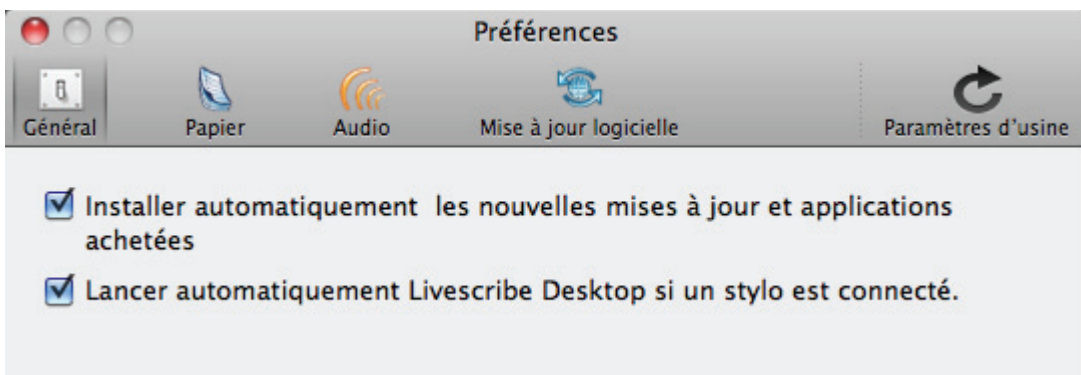 Préférences
Général Papier Audio Mise à jour logicielle Paramètres d'usine
Installer automatiquement les nouvelles mises à jour et applications
achetées
Lancer automatiquement Livescribe Desktop si un stylo est connecté.